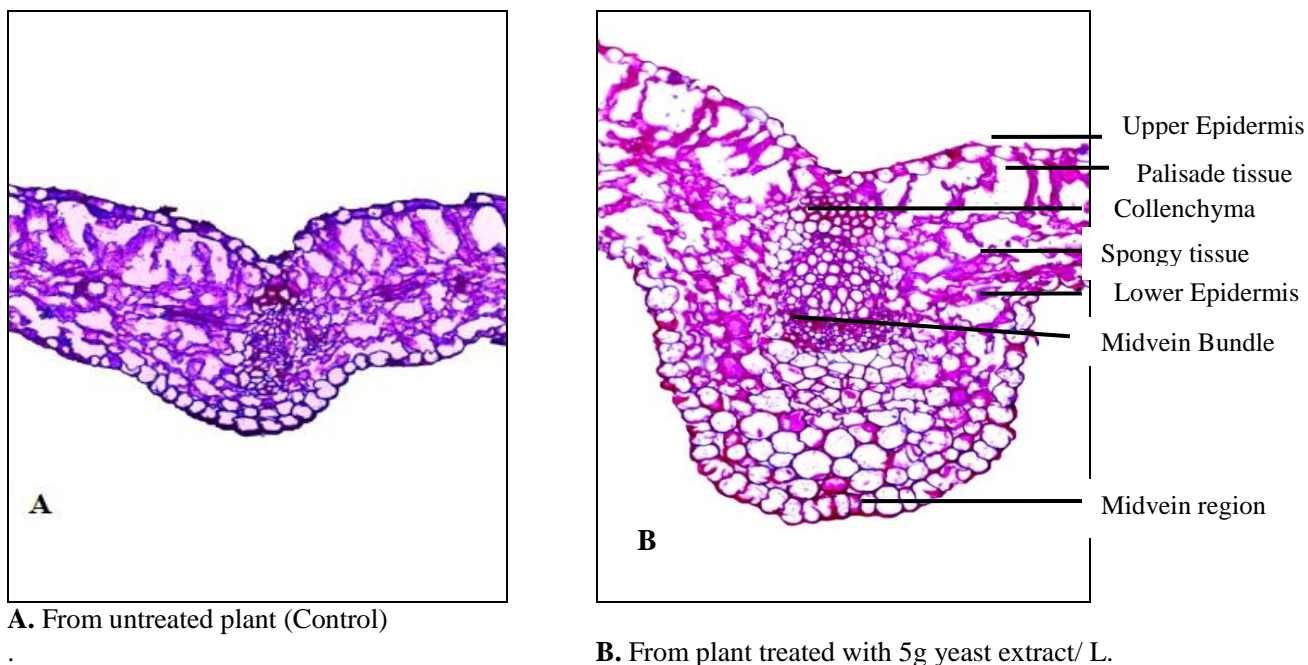 Upper Epidermis
Palisade tissue
Collenchyma
Spongy tissue
Lower Epidermis
Midvein Bundle
Midvein region
A
B
A. From untreated plant (Control)
.
B. From plant treated with 5g yeast extract/ L.